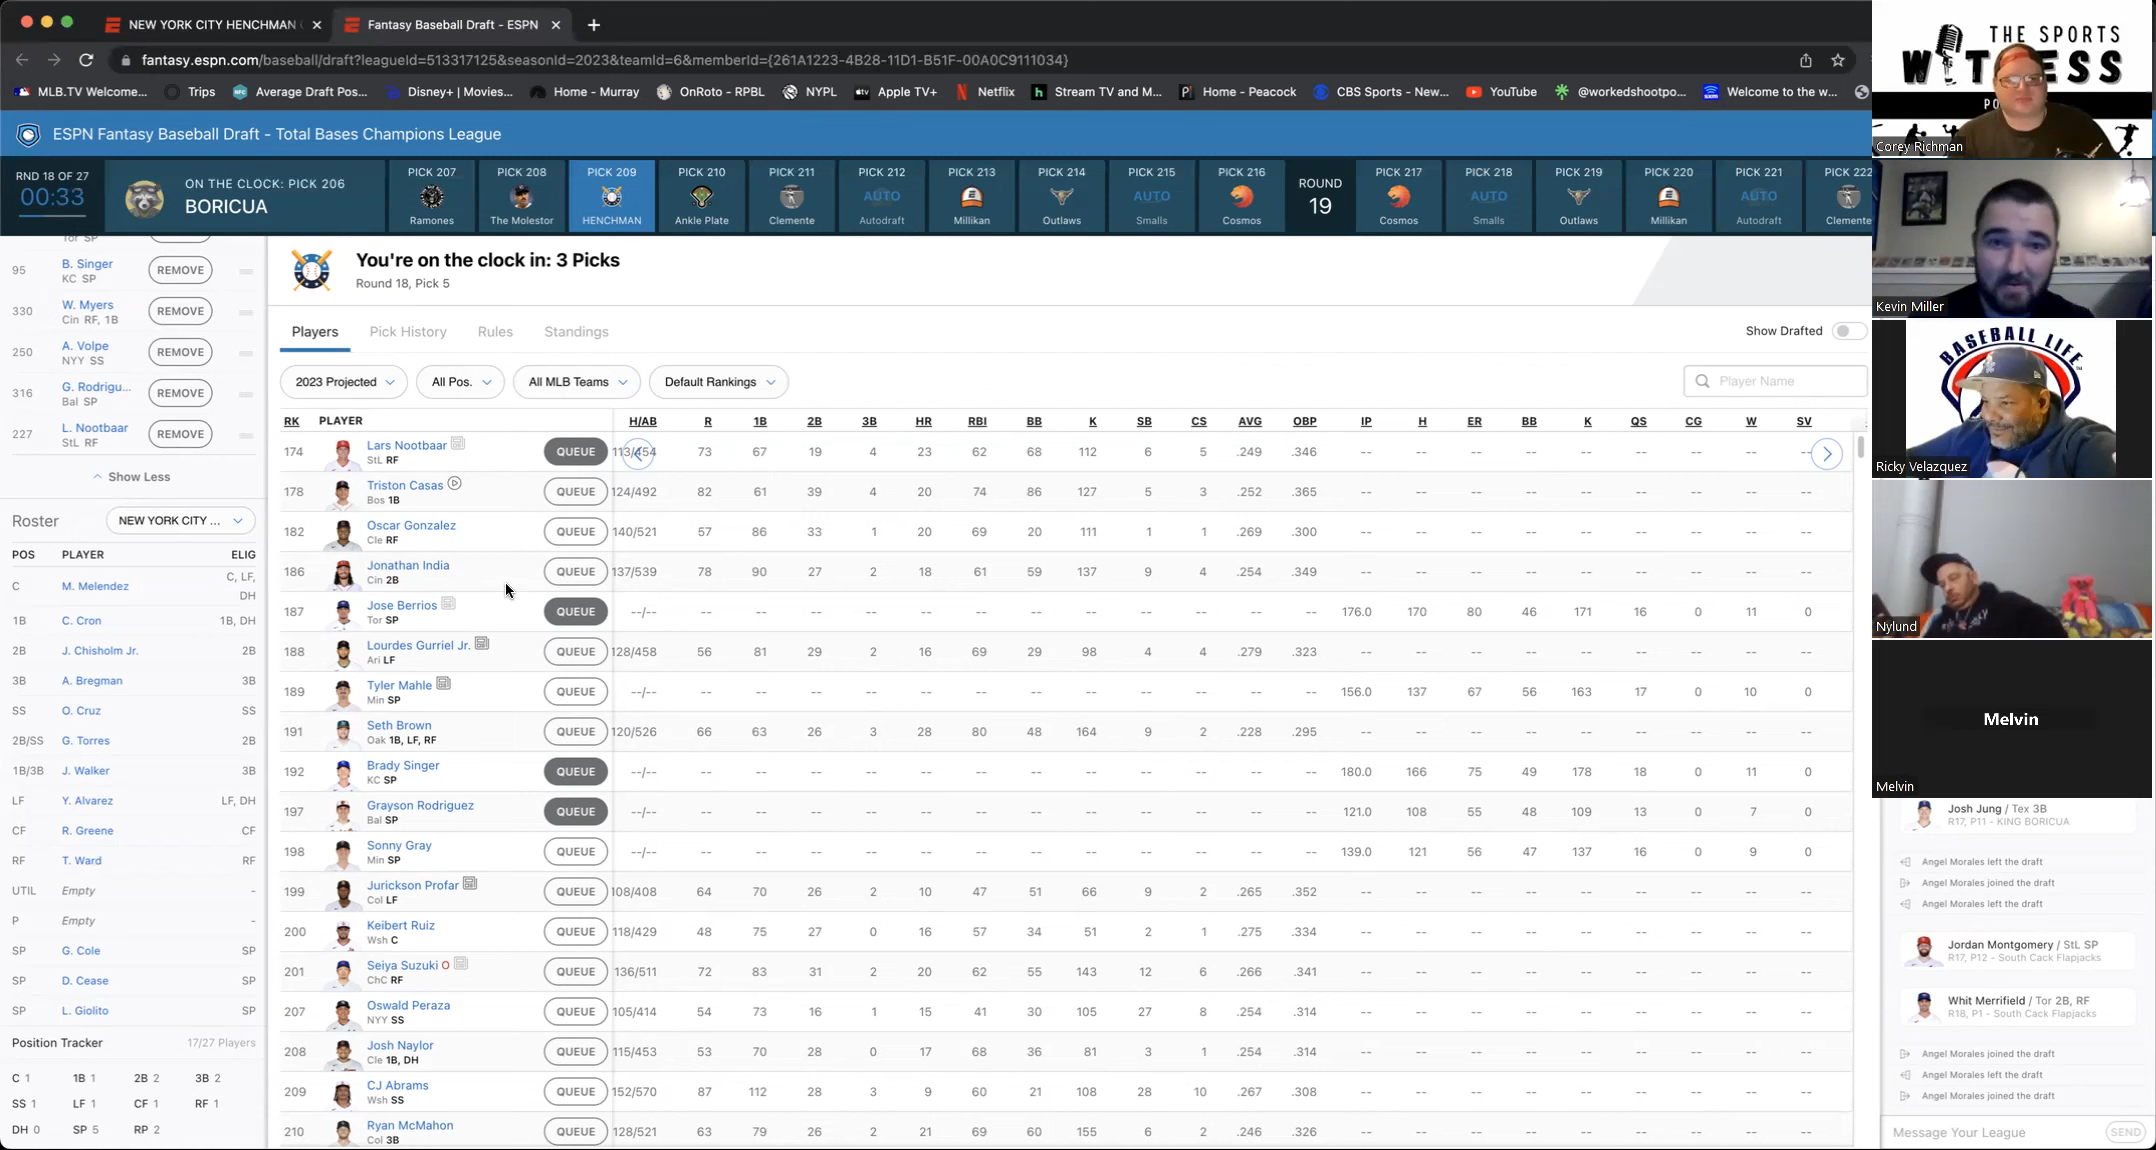 NEW YORK CITY HENCHMAN
Fantasy Baseball Draft - ESPN
fantasy.espn.com/baseball/draft?leagueId=513317125&seasonId=2023&teamId=6&memberId={261A1223-4B28-11D1-B51F-00A0C9111034}
MLB.TV Welcome... Trips Average Draft Pos... Disney+ | Movies... Home - Murray OnRoto - RPBL NYPL Apple TV+ Netflix Stream TV and M... Home - Peacock CBS Sports - New... YouTube @workedshootpo... Welcome to the w...
ESPN Fantasy Baseball Draft - Total Bases Champions League
RND 18 OF 27
00:33
ON THE CLOCK: PICK 206
BORICUA
PICK 207 Ramones
PICK 208 The Molestor
PICK 209 HENCHMAN
PICK 210 Ankle Plate
PICK 211 Clemente
PICK 212 AUTO Autodraft
PICK 213 Millikan
PICK 214 Outlaws
PICK 215 AUTO Smalls
PICK 216 Cosmos
ROUND 19
PICK 217 Cosmos
PICK 218 AUTO Smalls
PICK 219 Outlaws
PICK 220 Millikan
PICK 221 AUTO Autodraft
PICK 222 Clemente
Tor SP
95 B. Singer REMOVE
KC SP
330 W. Myers REMOVE
Cin RF, 1B
250 A. Volpe REMOVE
NYY SS
316 G. Rodrigu... REMOVE
Bal SP
227 L. Nootbaar REMOVE
StL RF
Show Less
Roster NEW YORK CITY ...
POS PLAYER ELIG
C M. Melendez C, LF, DH
1B C. Cron 1B, DH
2B J. Chisholm Jr. 2B
3B A. Bregman 3B
SS O. Cruz SS
2B/SS G. Torres 2B
1B/3B J. Walker 3B
LF Y. Alvarez LF, DH
CF R. Greene CF
RF T. Ward RF
UTIL Empty -
P Empty -
SP G. Cole SP
SP D. Cease SP
SP L. Giolito SP
Position Tracker 17/27 Players
C 1 1B 1 2B 2 3B 2
SS 1 LF 1 CF 1 RF 1
DH 0 SP 5 RP 2
You're on the clock in: 3 Picks
Round 18, Pick 5
Players Pick History Rules Standings
Show Drafted
2023 Projected All Pos. All MLB Teams Default Rankings
Player Name
RK PLAYER H/AB R 1B 2B 3B HR RBI BB K SB CS AVG OBP IP H ER BB K QS CG W SV
174 Lars Nootbaar StL RF QUEUE 113/454 73 67 19 4 23 62 68 112 6 5 .249 .346 -- -- -- -- -- -- -- -- --
178 Triston Casas Bos 1B QUEUE 124/492 82 61 39 4 20 74 86 127 5 3 .252 .365 -- -- -- -- -- -- -- -- --
182 Oscar Gonzalez Cle RF QUEUE 140/521 57 86 33 1 20 69 20 111 1 1 .269 .300 -- -- -- -- -- -- -- -- --
186 Jonathan India Cin 2B QUEUE 137/539 78 90 27 2 18 61 59 137 9 4 .254 .349 -- -- -- -- -- -- -- -- --
187 Jose Berrios Tor SP QUEUE --/-- -- -- -- -- -- -- -- -- -- -- -- -- 176.0 170 80 46 171 16 0 11 0
188 Lourdes Gurriel Jr. Ari LF QUEUE 128/458 56 81 29 2 16 69 29 98 4 4 .279 .323 -- -- -- -- -- -- -- -- --
189 Tyler Mahle Min SP QUEUE --/-- -- -- -- -- -- -- -- -- -- -- -- -- 156.0 137 67 56 163 17 0 10 0
191 Seth Brown Oak 1B, LF, RF QUEUE 120/526 66 63 26 3 28 80 48 164 9 2 .228 .295 -- -- -- -- -- -- -- -- --
192 Brady Singer KC SP QUEUE --/-- -- -- -- -- -- -- -- -- -- -- -- -- 180.0 166 75 49 178 18 0 11 0
197 Grayson Rodriguez Bal SP QUEUE --/-- -- -- -- -- -- -- -- -- -- -- -- -- 121.0 108 55 48 109 13 0 7 0
198 Sonny Gray Min SP QUEUE --/-- -- -- -- -- -- -- -- -- -- -- -- -- 139.0 121 56 47 137 16 0 9 0
199 Jurickson Profar Col LF QUEUE 108/408 64 70 26 2 10 47 51 66 9 2 .265 .352 -- -- -- -- -- -- -- -- --
200 Keibert Ruiz Wsh C QUEUE 118/429 48 75 27 0 16 57 34 51 2 1 .275 .334 -- -- -- -- -- -- -- -- --
201 Seiya Suzuki O ChC RF QUEUE 136/511 72 83 31 2 20 62 55 143 12 6 .266 .341 -- -- -- -- -- -- -- -- --
207 Oswald Peraza NYY SS QUEUE 105/414 54 73 16 1 15 41 30 105 27 8 .254 .314 -- -- -- -- -- -- -- -- --
208 Josh Naylor Cle 1B, DH QUEUE 115/453 53 70 28 0 17 68 36 81 3 1 .254 .314 -- -- -- -- -- -- -- -- --
209 CJ Abrams Wsh SS QUEUE 152/570 87 112 28 3 9 60 21 108 28 10 .267 .308 -- -- -- -- -- -- -- -- --
210 Ryan McMahon Col 3B QUEUE 128/521 63 79 26 2 21 69 60 155 6 2 .246 .326 -- -- -- -- -- -- -- -- --
THE SPORTS
WITNESS
Corey Richman
Kevin Miller
BASEBALL LIFE
Ricky Velazquez
Nylund
Melvin
Melvin
Josh Jung / Tex 3B
R17, P11 - KING BORICUA
Angel Morales left the draft
Angel Morales joined the draft
Angel Morales left the draft
Jordan Montgomery / StL SP
R17, P12 - South Cack Flapjacks
Whit Merrifield / Tor 2B, RF
R18, P1 - South Cack Flapjacks
Angel Morales joined the draft
Angel Morales left the draft
Angel Morales joined the draft
Message Your League SEND